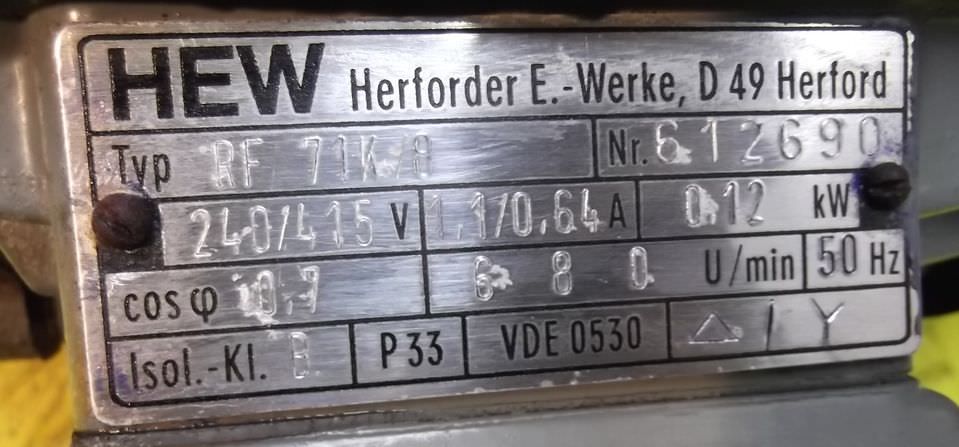 HEW Herforder E.-Werke, D 49 Herford
Typ RF 71K/8 Nr. 612690
240/415 V 1.1/0.64 A 0.12 kW
cos φ 0.7 680 U/min 50 Hz
Isol.-Kl. B P 33 VDE 0530 △ / Y